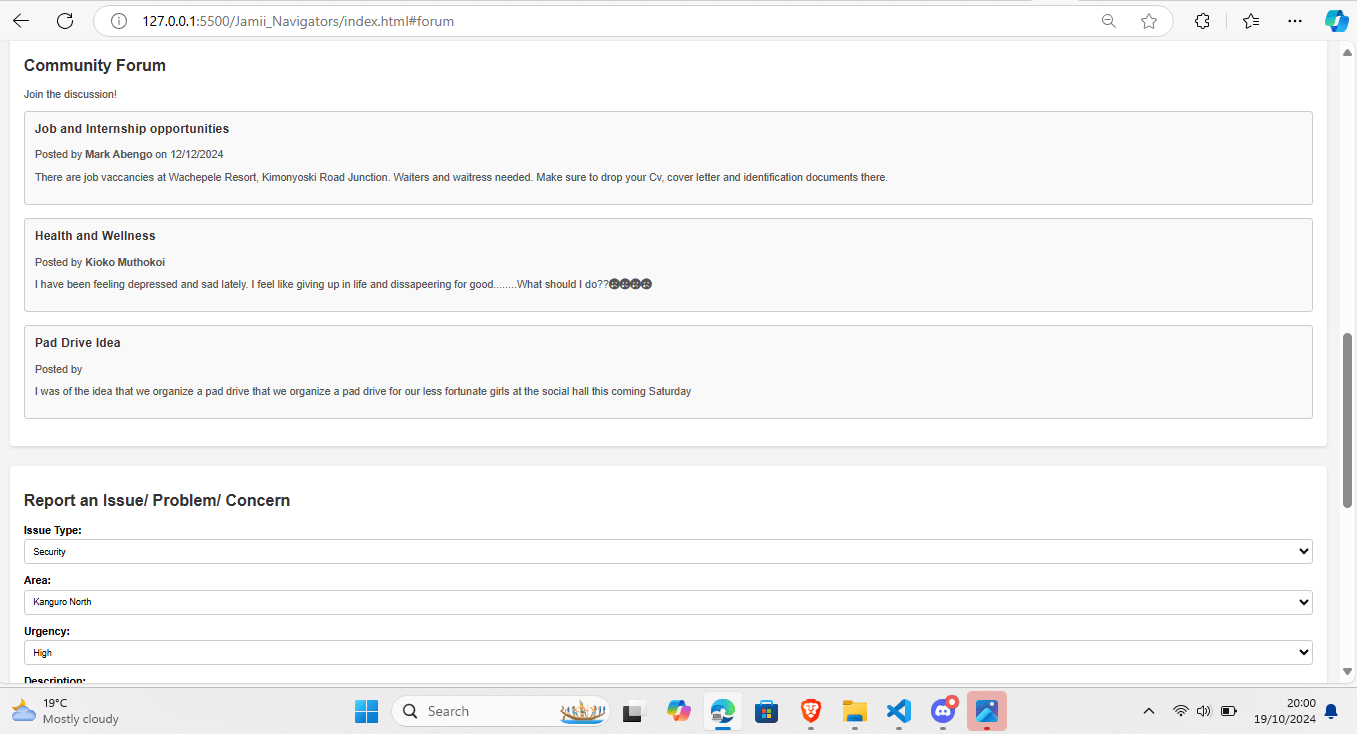 127.0.0.1:5500/Jamii_Navigators/index.html#forum
Community Forum
Join the discussion!
Job and Internship opportunities
Posted by Mark Abengo on 12/12/2024
There are job vaccancies at Wachepele Resort, Kimonyoski Road Junction. Waiters and waitress needed. Make sure to drop your Cv, cover letter and identification documents there.
Health and Wellness
Posted by Kioko Muthokoi
I have been feeling depressed and sad lately. I feel like giving up in life and dissapeering for good........What should I do??☹☹☹☹
Pad Drive Idea
Posted by
I was of the idea that we organize a pad drive that we organize a pad drive for our less fortunate girls at the social hall this coming Saturday
Report an Issue/ Problem/ Concern
Issue Type:
Security
Area:
Kanguro North
Urgency:
High
Description:
19°C
Mostly cloudy
Search
20:00
19/10/2024